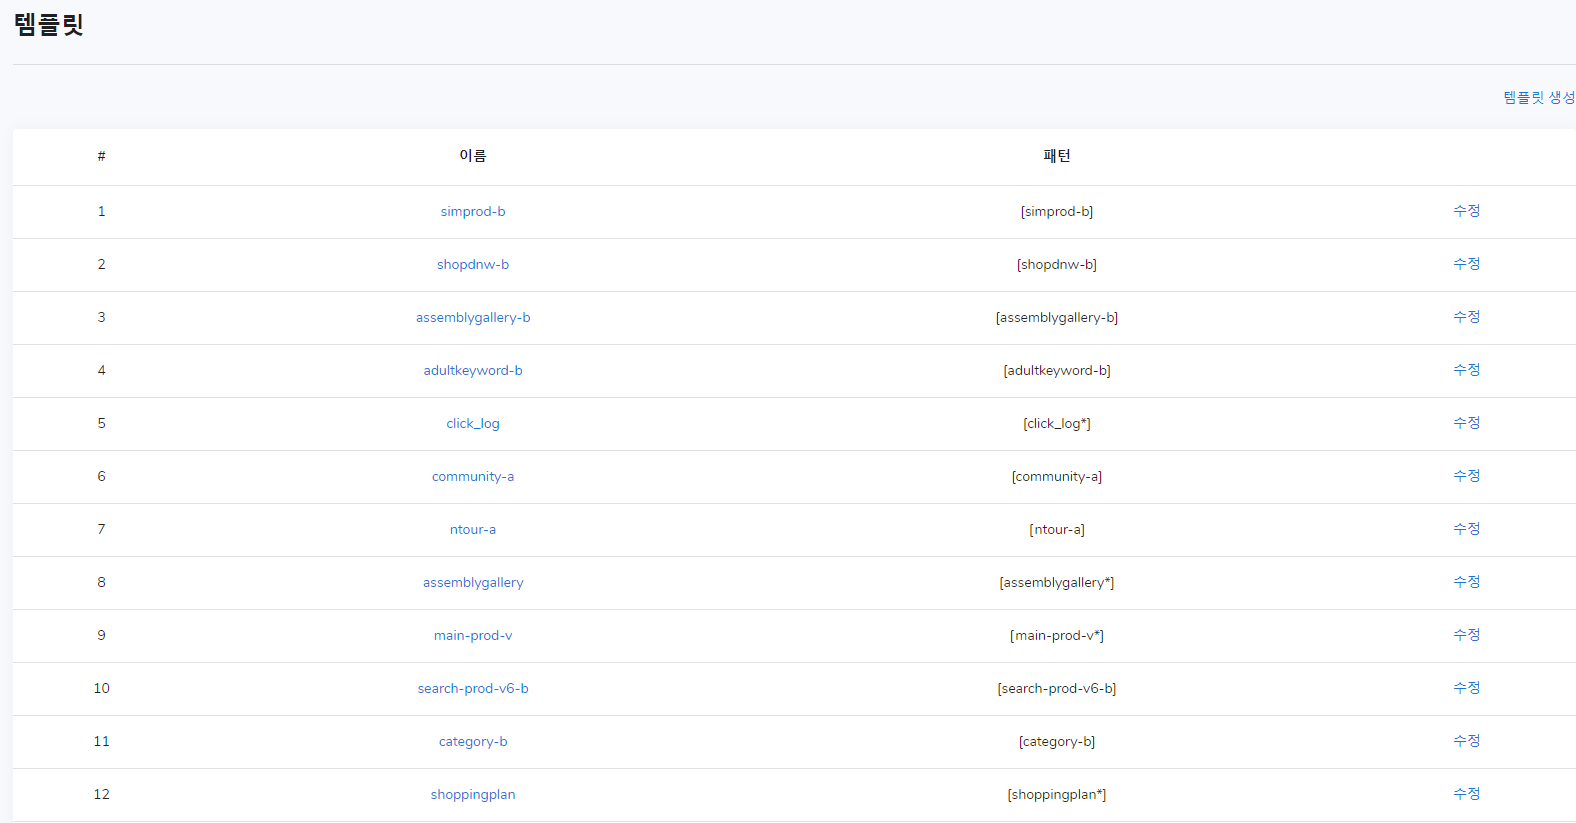 템플릿
템플릿 생성
# 이름 패턴
1 simprod-b [simprod-b] 수정
2 shopdnw-b [shopdnw-b] 수정
3 assemblygallery-b [assemblygallery-b] 수정
4 adultkeyword-b [adultkeyword-b] 수정
5 click_log [click_log*] 수정
6 community-a [community-a] 수정
7 ntour-a [ntour-a] 수정
8 assemblygallery [assemblygallery*] 수정
9 main-prod-v [main-prod-v*] 수정
10 search-prod-v6-b [search-prod-v6-b] 수정
11 category-b [category-b] 수정
12 shoppingplan [shoppingplan*] 수정